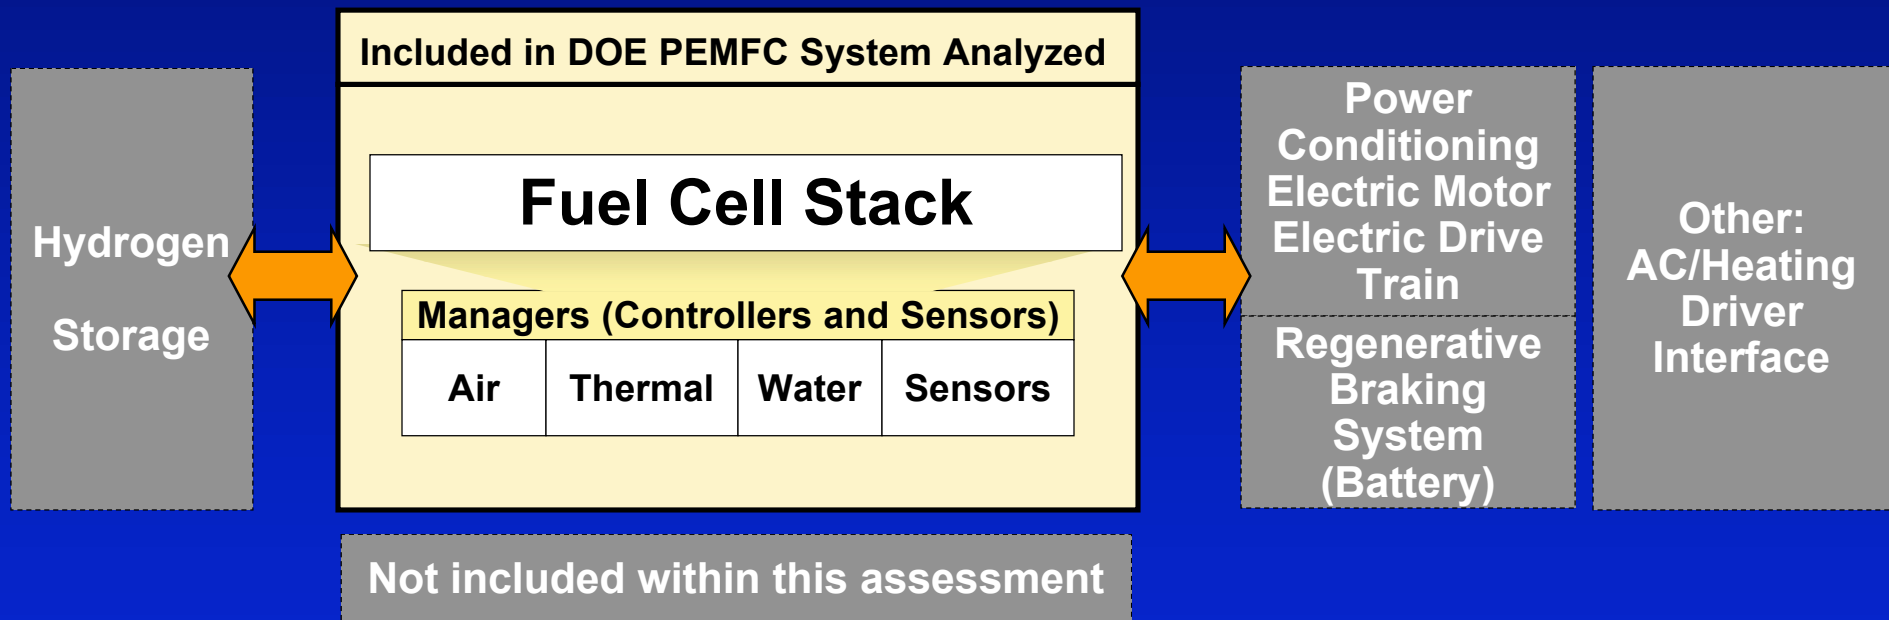 Included in DOE PEMFC System Analyzed
Hydrogen
Storage
Fuel Cell Stack
Managers (Controllers and Sensors)
Air
Thermal
Water
Sensors
Power
Conditioning
Electric Motor
Electric Drive
Train
Regenerative
Braking
System
(Battery)
Other:
AC/Heating
Driver
Interface
Not included within this assessment